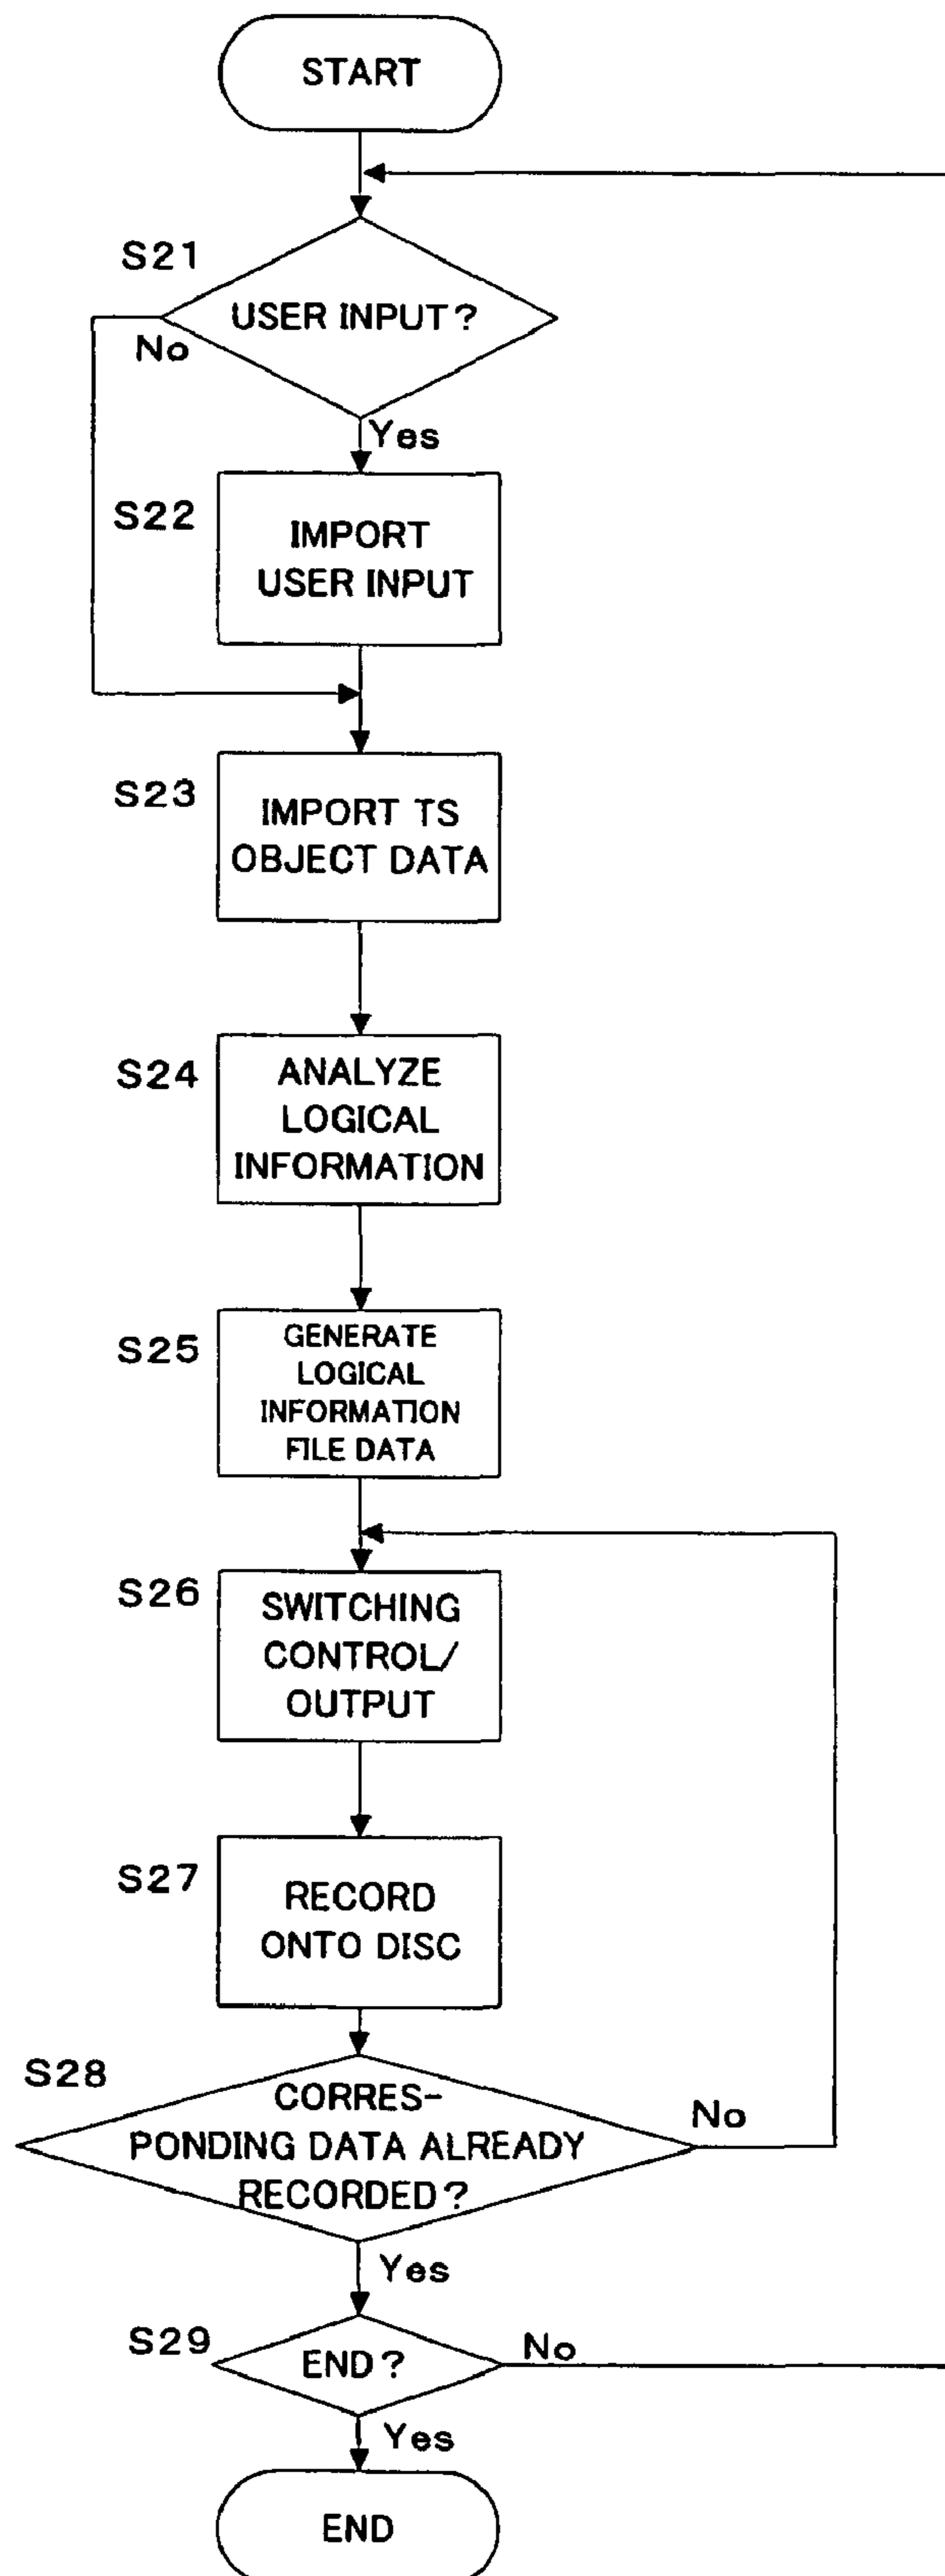 START
S21
USER INPUT?
No
Yes
S22
IMPORT
USER INPUT
S23
IMPORT TS
OBJECT DATA
S24
ANALYZE
LOGICAL
INFORMATION
S25
GENERATE
LOGICAL
INFORMATION
FILE DATA
S26
SWITCHING
CONTROL/
OUTPUT
S27
RECORD
ONTO DISC
S28
CORRES-
PONDING DATA ALREADY
RECORDED?
No
Yes
S29
END?
No
Yes
END